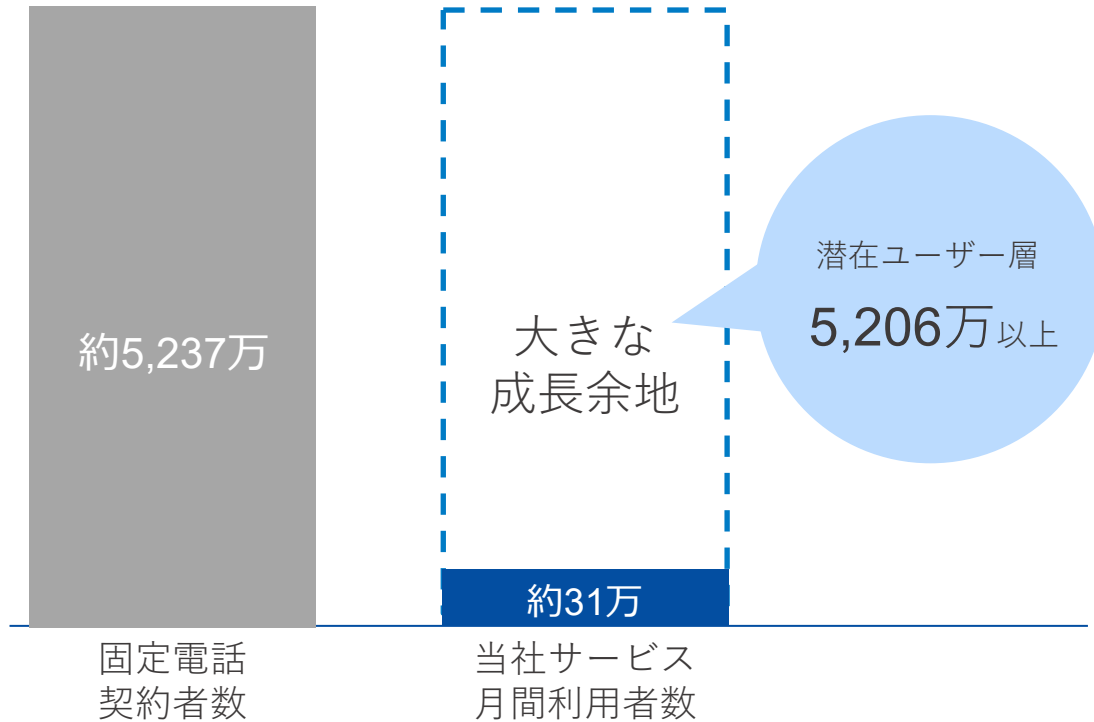 約5,237万
固定電話
契約者数
大きな
成長余地
約31万
当社サービス
月間利用者数
潜在ユーザー層
5,206万以上